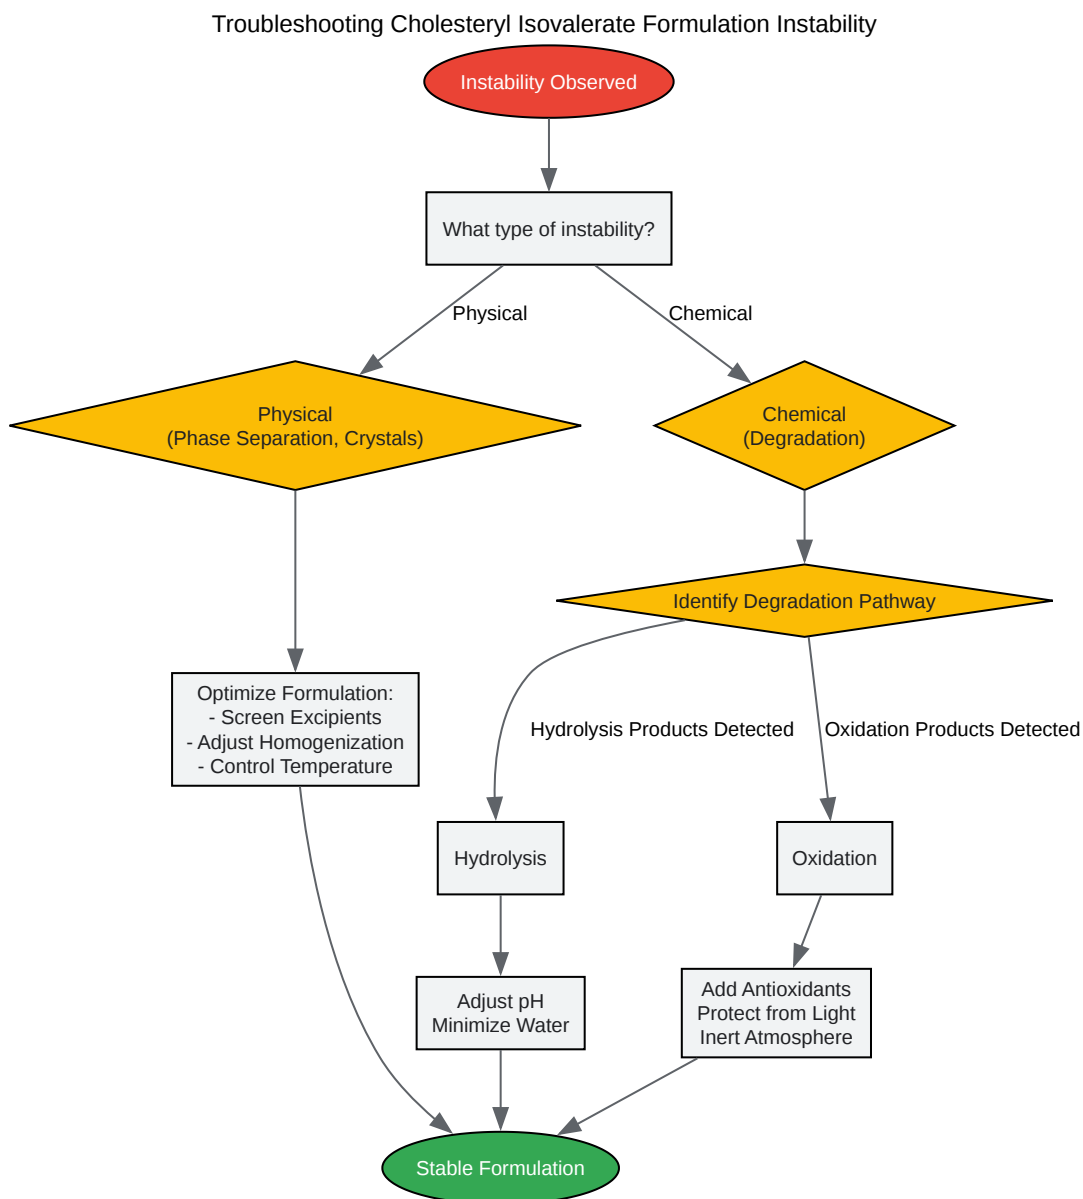 Troubleshooting Cholesteryl Isovalerate Formulation Instability
Instability Observed
What type of instability?
Physical
Chemical
Physical
(Phase Separation, Crystals)
Chemical
(Degradation)
Identify Degradation Pathway
Optimize Formulation:
- Screen Excipients
- Adjust Homogenization
- Control Temperature
Hydrolysis Products Detected
Oxidation Products Detected
Hydrolysis
Oxidation
Adjust pH
Minimize Water
Add Antioxidants
Protect from Light
Inert Atmosphere
Stable Formulation